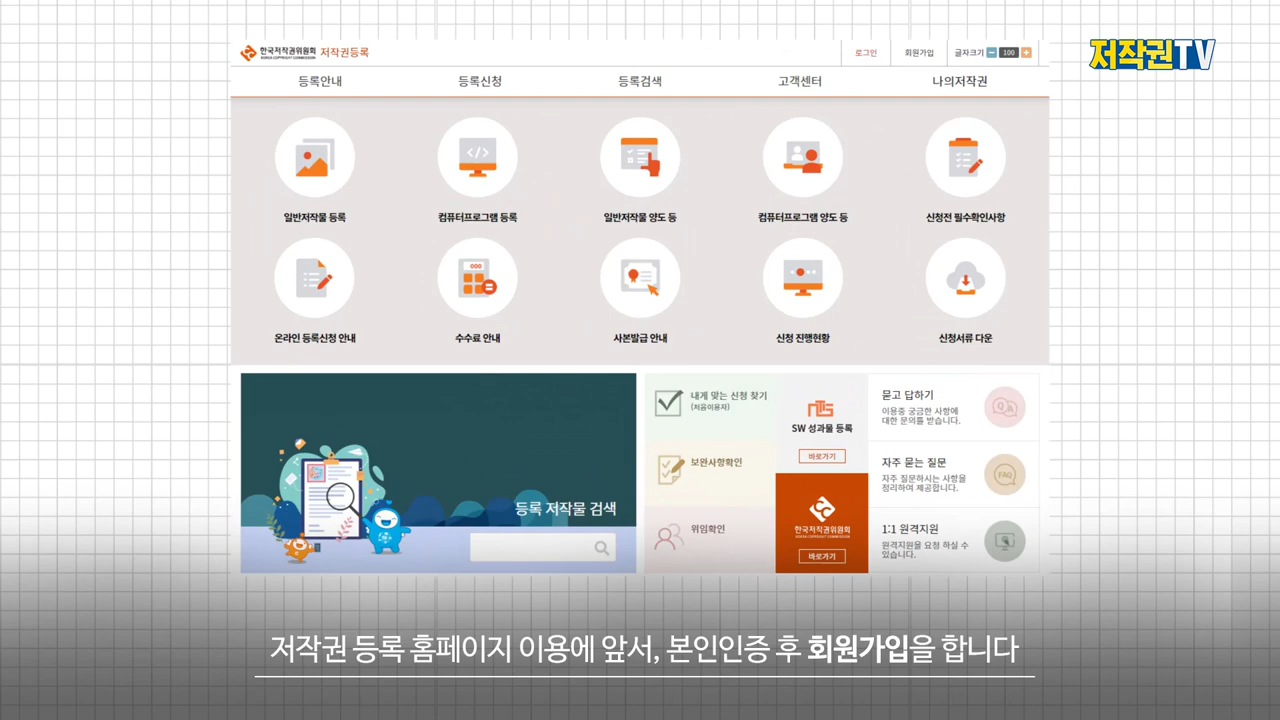 한국저작권위원회 저작권등록
KOREA COPYRIGHT COMMISSION
로그인
회원가입
글자크기 - 100 +
저작권TV
등록안내
등록신청
등록검색
고객센터
나의저작권
</>
일반저작물 등록
컴퓨터프로그램 등록
일반저작물 양도 등
컴퓨터프로그램 양도 등
신청전 필수확인사항
000
온라인 등록신청 안내
수수료 안내
사본발급 안내
신청 진행현황
신청서류 다운
등록 저작물 검색
내게 맞는 신청 찾기
(처음이용자)
보완사항확인
위임확인
SW 성과물 등록
바로가기
한국저작권위원회
KOREA COPYRIGHT COMMISSION
바로가기
묻고 답하기
이용중 궁금한 사항에
대한 문의를 받습니다.
Q A
자주 묻는 질문
자주 질문하시는 사항을
정리하여 제공합니다.
FAQ
1:1 원격지원
원격지원을 요청 하실 수
있습니다.
저작권 등록 홈페이지 이용에 앞서, 본인인증 후 회원가입을 합니다